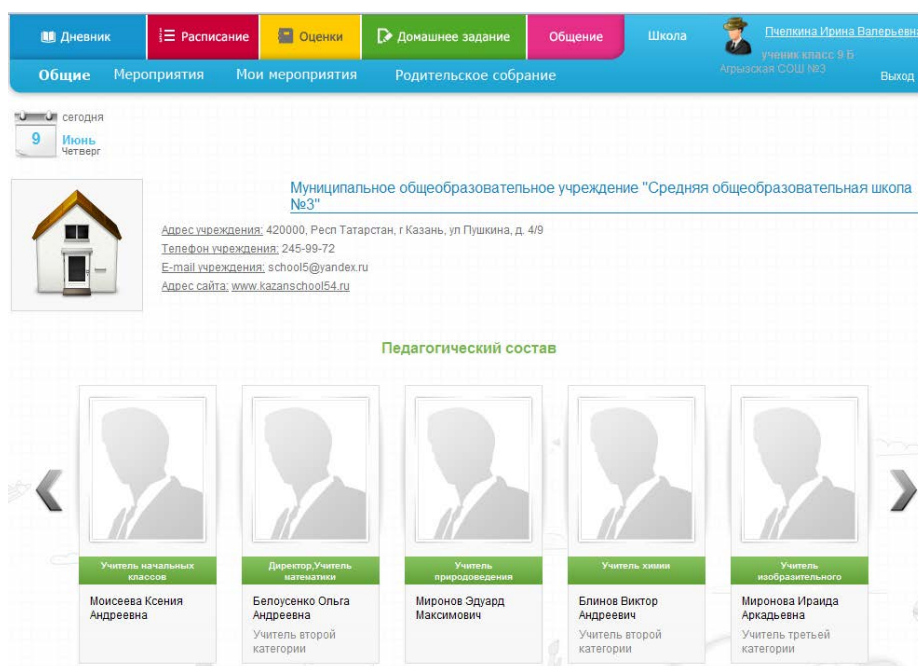 Дневник
Расписание
Оценки
Домашнее задание
Общение
Школа
Пчелкина Ирина Валерьевна
ученик класс 9 Б
Агрызская СОШ №3
Выход
Общие
Мероприятия
Мои мероприятия
Родительское собрание
сегодня
9
Июнь
Четверг
Муниципальное общеобразовательное учреждение "Средняя общеобразовательная школа
№3"
Адрес учреждения: 420000, Респ Татарстан, г Казань, ул Пушкина, д. 4/9
Телефон учреждения: 245-99-72
E-mail учреждения: school5@yandex.ru
Адрес сайта: www.kazanschool54.ru
Педагогический состав
Учитель начальных
классов
Моисеева Ксения
Андреевна
Директор,Учитель
математики
Белоусенко Ольга
Андреевна
Учитель второй
категории
Учитель
природоведения
Миронов Эдуард
Максимович
Учитель химии
Блинов Виктор
Андреевич
Учитель второй
категории
Учитель
изобразительного
Миронова Ираида
Аркадьевна
Учитель третьей
категории